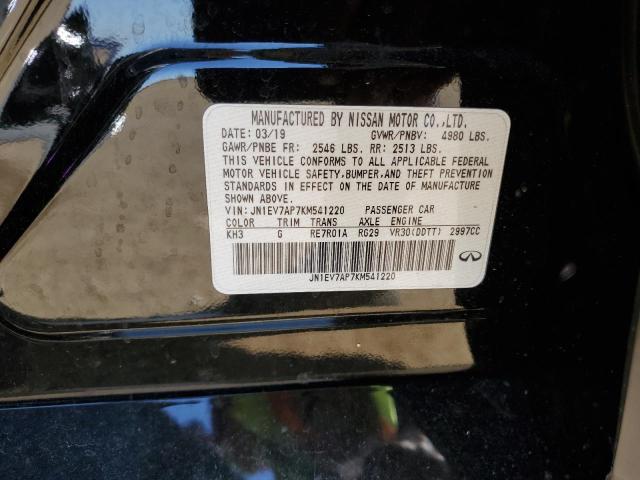 MANUFACTURED BY NISSAN MOTOR CO.,LTD.
DATE: 03/19 GVWR/PNBV: 4980 LBS.
GAWR/PNBE FR: 2546 LBS. RR: 2513 LBS.
THIS VEHICLE CONFORMS TO ALL APPLICABLE FEDERAL
MOTOR VEHICLE SAFETY,BUMPER,AND THEFT PREVENTION
STANDARDS IN EFFECT ON THE DATE OF MANUFACTURE
SHOWN ABOVE.
VIN: JN1EV7AP7KM541220 PASSENGER CAR
COLOR TRIM TRANS AXLE ENGINE
KH3 G RE7R01A RG29 VR30(DDTT) 2997CC
JN1EV7AP7KM541220